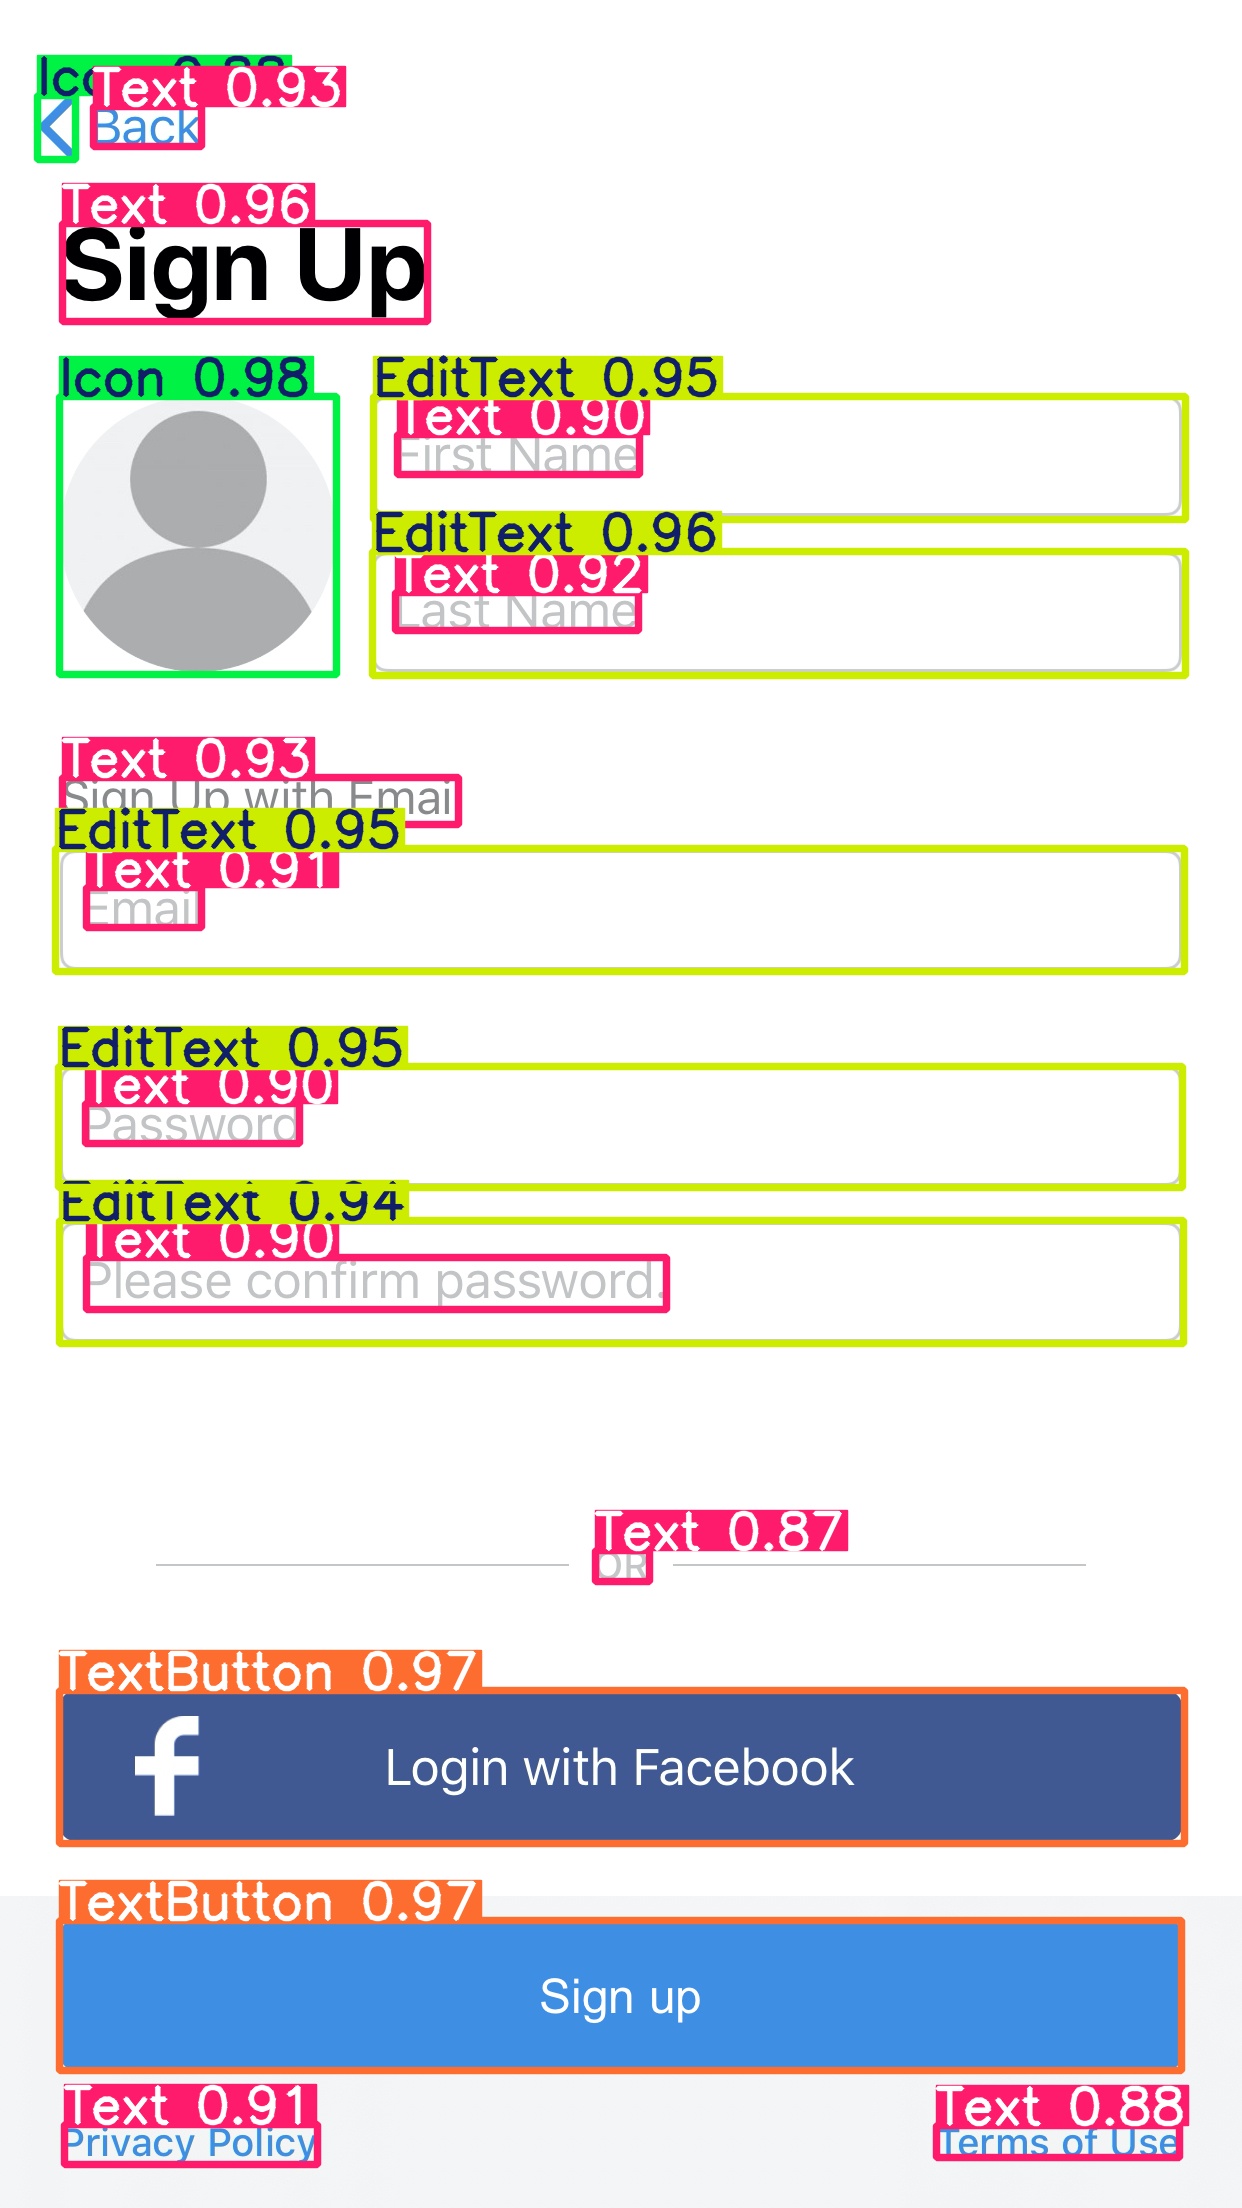 Icon 0.88
Text 0.93
Back
Text 0.96
Sign Up
Icon 0.98
EditText 0.95
Text 0.90
First Name
EditText 0.96
Text 0.92
Last Name
Text 0.93
Sign Up with Email
EditText 0.95
Text 0.91
Email
EditText 0.95
Text 0.90
Password
EditText 0.94
Text 0.90
Please confirm password.
Text 0.87
OR
TextButton 0.97
f Login with Facebook
TextButton 0.97
Sign up
Text 0.91 Text 0.88
Privacy Policy Terms of Use